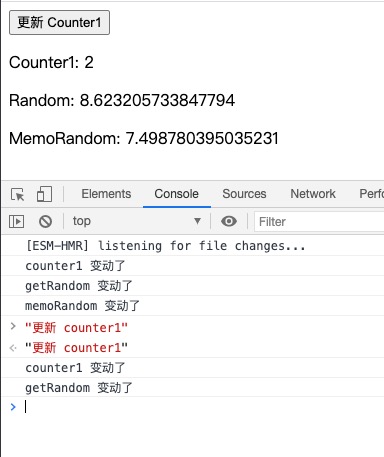 更新 Counter1
Counter1: 2
Random: 8.623205733847794
MemoRandom: 7.498780395035231
Elements Console Sources Network Perfo
top Filter
[ESM-HMR] listening for file changes...
counter1 变动了
getRandom 变动了
memoRandom 变动了
> "更新 counter1"
< "更新 counter1"
counter1 变动了
getRandom 变动了
>